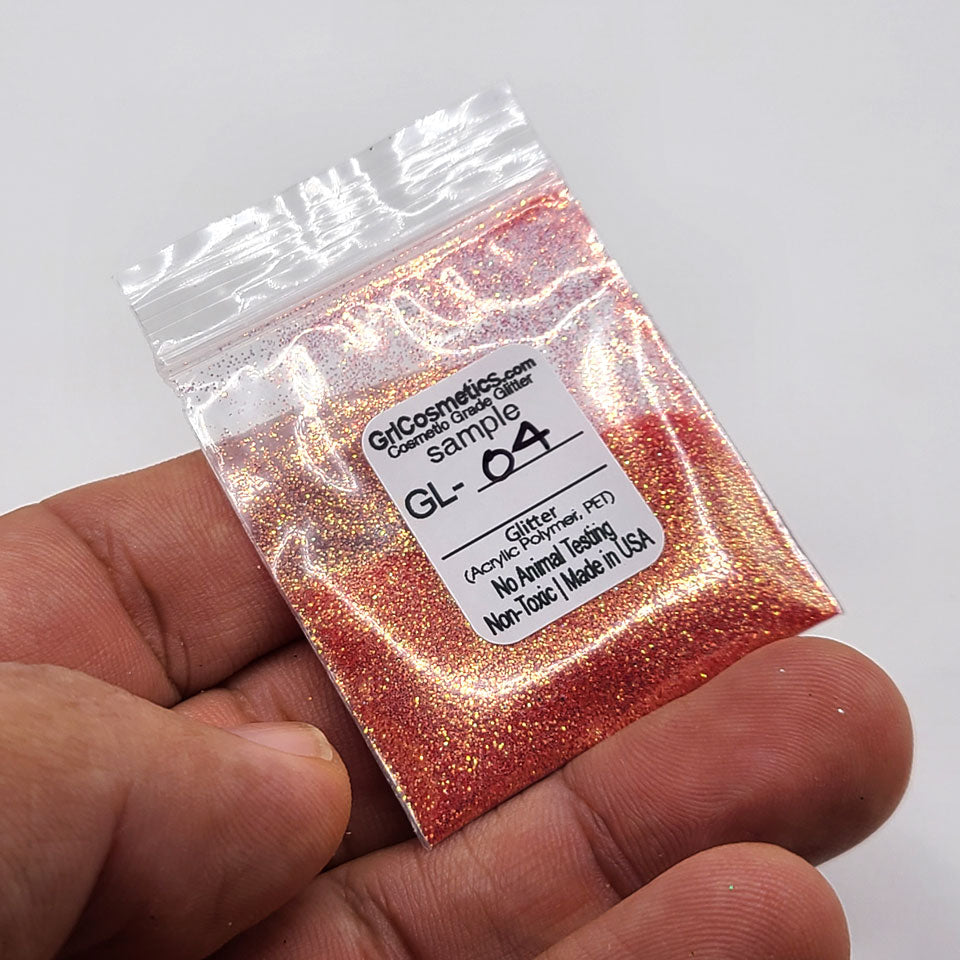 GrlCosmetics.com
Cosmetic Grade Glitter
sample
GL- 04
Glitter
(Acrylic Polymer, PET)
No Animal Testing
Non-Toxic | Made in USA